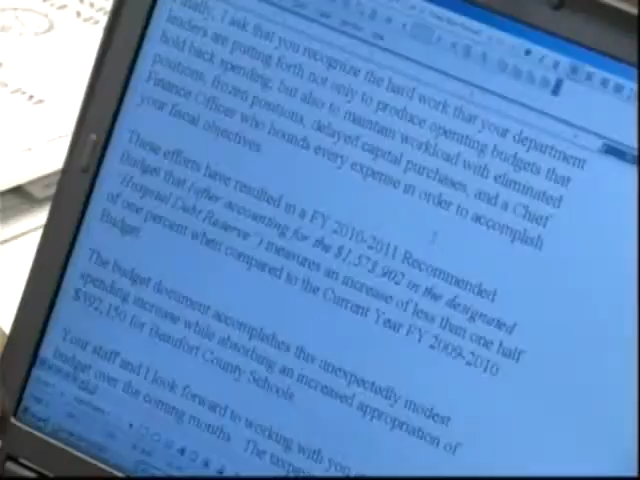 Finally, I ask that you recognize the hard work that your department
leaders are putting forth not only to produce operating budgets that
hold back spending, but also to maintain workload with eliminated
positions, frozen positions, delayed capital purchases, and a Chief
Finance Officer who hounds every expense in order to accomplish
your fiscal objectives.
These efforts have resulted in a FY 2010-2011 Recommended
Budget that (after accounting for the $1,573,902 in the designated
"Hospital Debt Reserve") measures an increase of less than one half
of one percent when compared to the Current Year FY 2009-2010
Budget.
The budget document accomplishes this unexpectedly modest
spending increase while absorbing an increased appropriation of
$392,150 for Beaufort County Schools.
Your staff and I look forward to working with you
budget over the coming months. The taxpay